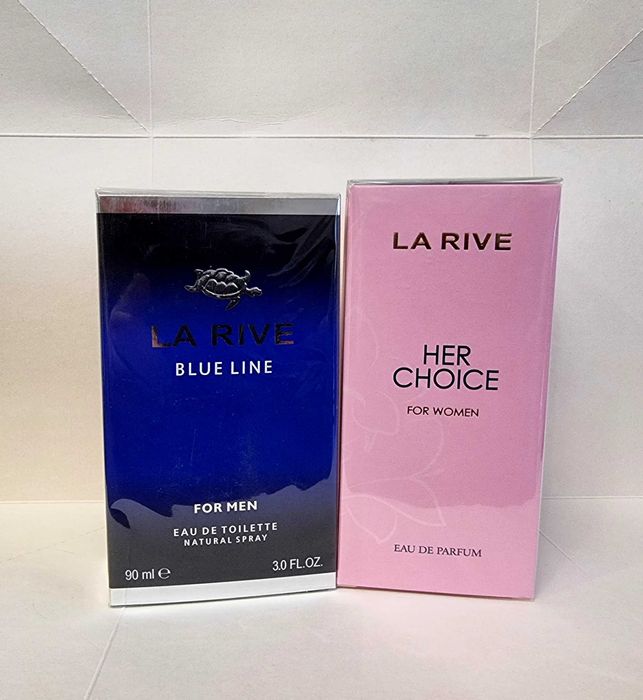 LA RIVE
BLUE LINE
FOR MEN
EAU DE TOILETTE
NATURAL SPRAY
90 ml ℮
3.0 FL.OZ.
LA RIVE
HER
CHOICE
FOR WOMEN
EAU DE PARFUM